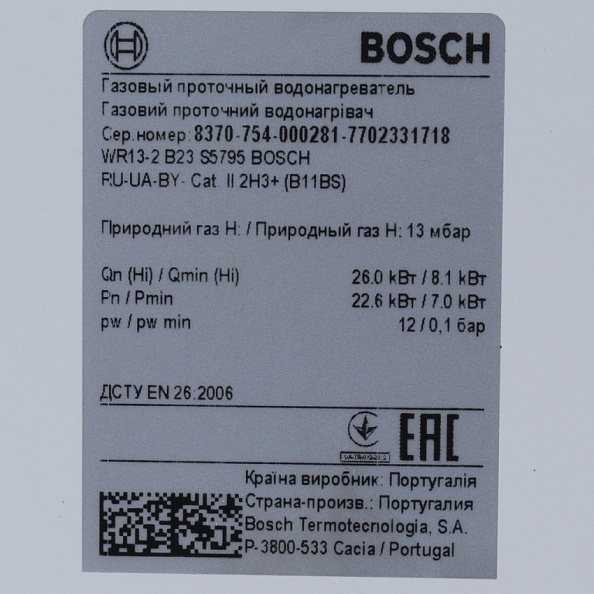 BOSCH
Газовый проточный водонагреватель
Газовий проточний водонагрівач
Сер.номер: 8370-754-000281-7702331718
WR13-2 B23 S5795 BOSCH
RU-UA-BY- Cat. II 2H3+ (B11BS)
Природний газ H: / Природный газ H: 13 мбар
Qn (Hi) / Qmin (Hi) 26.0 кВт / 8.1 кВт
Pn / Pmin 22.6 кВт / 7.0 кВт
pw / pw min 12 / 0,1 бар
ДСТУ EN 26:2006
EAC
Країна виробник: Португалія
Страна-произв.: Португалия
Bosch Termotecnologia, S.A.
P-3800-533 Cacia / Portugal